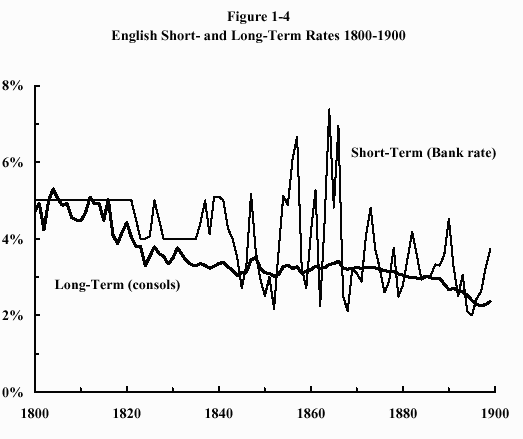 Figure 1-4
English Short- and Long-Term Rates 1800-1900
8%
6%
Short-Term (Bank rate)
4%
Long-Term (consols)
2%
0%
1800 1820 1840 1860 1880 1900